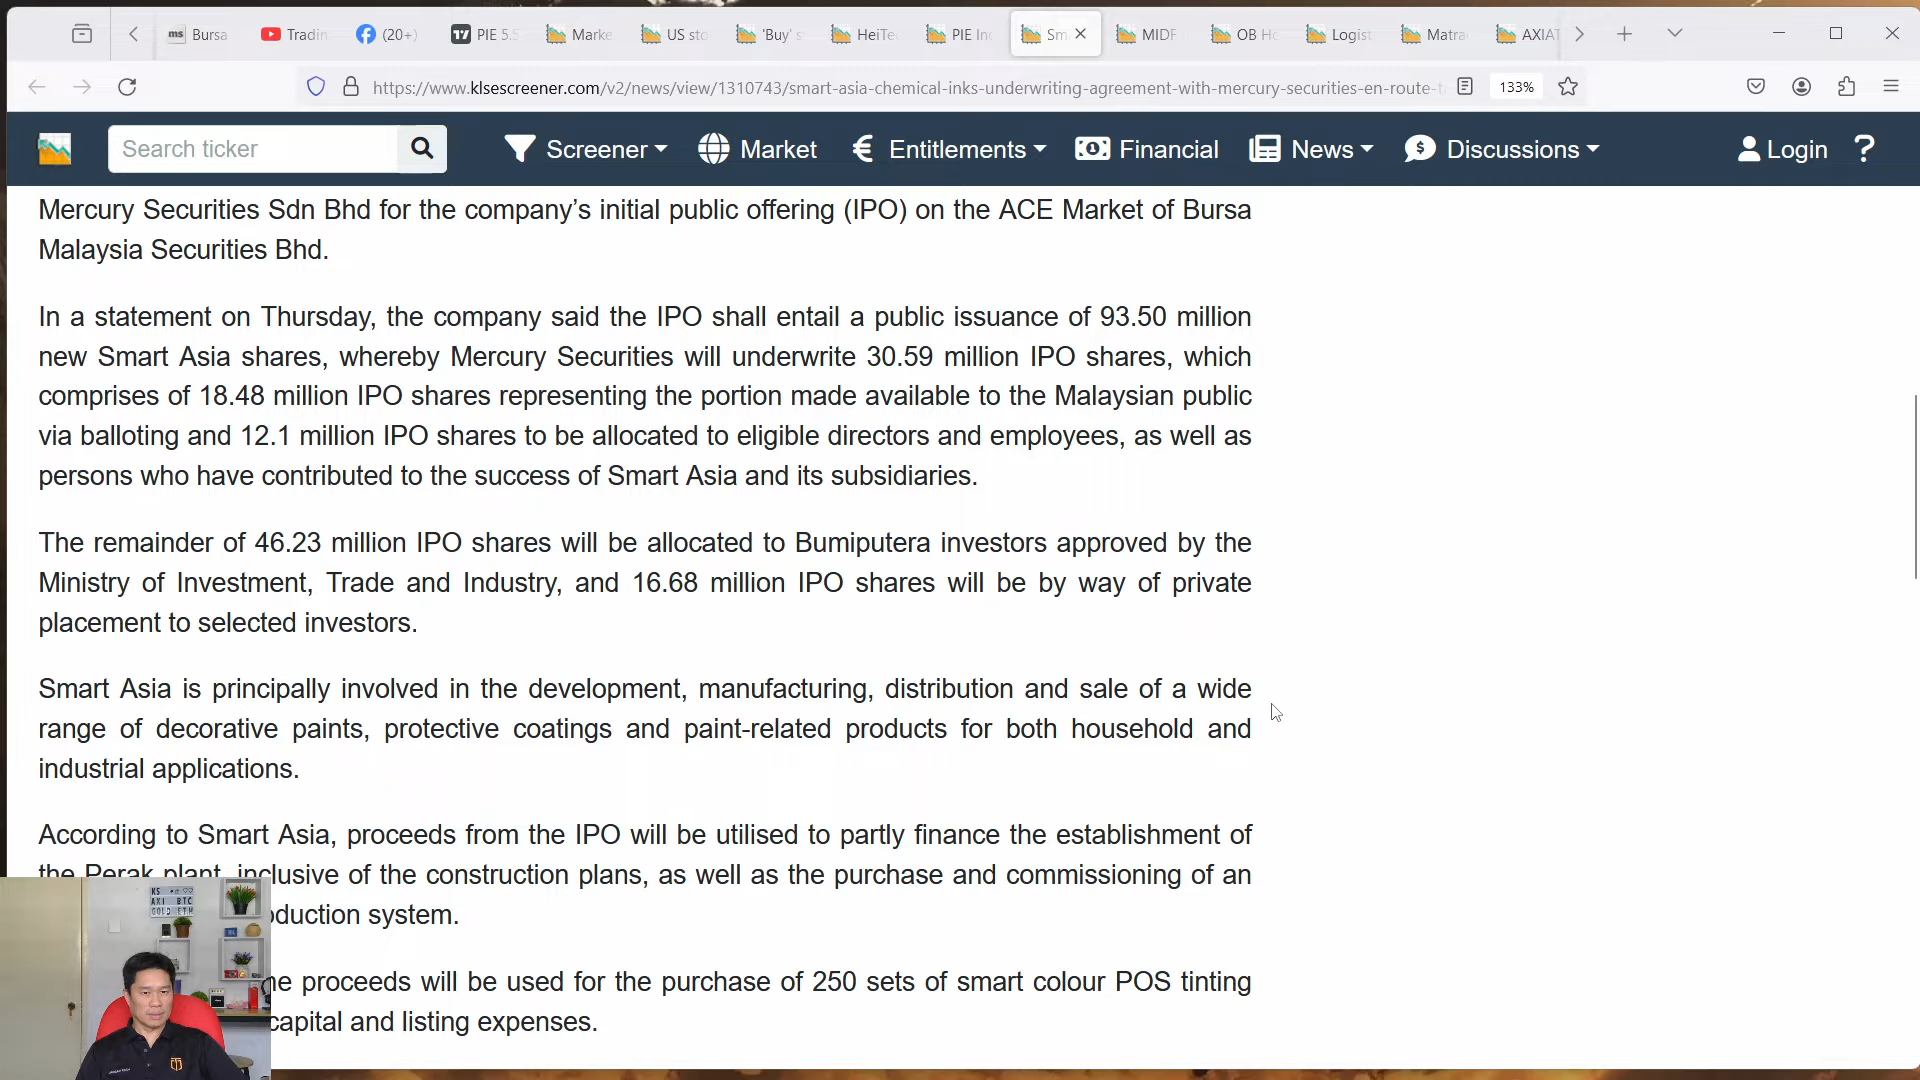 ms Bursa
Tradin
(20+)
PIE 5.5
Marke
US sto
'Buy' s
HeiTe
PIE In
Sm
MIDF
OB Ho
Logist
Matra
AXIAT
https://www.klsescreener.com/v2/news/view/1310743/smart-asia-chemical-inks-underwriting-agreement-with-mercury-securities-en-route-t
133%
Search ticker
Screener
Market
Entitlements
Financial
News
Discussions
Login
?
Mercury Securities Sdn Bhd for the company’s initial public offering (IPO) on the ACE Market of Bursa
Malaysia Securities Bhd.
In a statement on Thursday, the company said the IPO shall entail a public issuance of 93.50 million
new Smart Asia shares, whereby Mercury Securities will underwrite 30.59 million IPO shares, which
comprises of 18.48 million IPO shares representing the portion made available to the Malaysian public
via balloting and 12.1 million IPO shares to be allocated to eligible directors and employees, as well as
persons who have contributed to the success of Smart Asia and its subsidiaries.
The remainder of 46.23 million IPO shares will be allocated to Bumiputera investors approved by the
Ministry of Investment, Trade and Industry, and 16.68 million IPO shares will be by way of private
placement to selected investors.
Smart Asia is principally involved in the development, manufacturing, distribution and sale of a wide
range of decorative paints, protective coatings and paint-related products for both household and
industrial applications.
According to Smart Asia, proceeds from the IPO will be utilised to partly finance the establishment of
the Perak plant, inclusive of the construction plans, as well as the purchase and commissioning of an
oduction system.
proceeds will be used for the purchase of 250 sets of smart colour POS tinting
capital and listing expenses.
AXI BTC
GOLD ETH